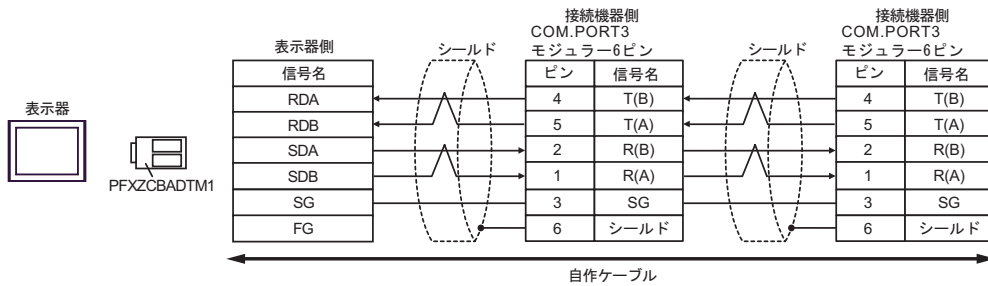 接続機器側
COM.PORT3
モジュラー6ピン
接続機器側
COM.PORT3
モジュラー6ピン
表示器側
シールド
シールド
信号名
ピン
信号名
ピン
信号名
RDA
4
T(B)
4
T(B)
表示器
RDB
5
T(A)
5
T(A)
SDA
2
R(B)
2
R(B)
PFXZCBADTM1
SDB
1
R(A)
1
R(A)
SG
3
SG
3
SG
FG
6
シールド
6
シールド
自作ケーブル